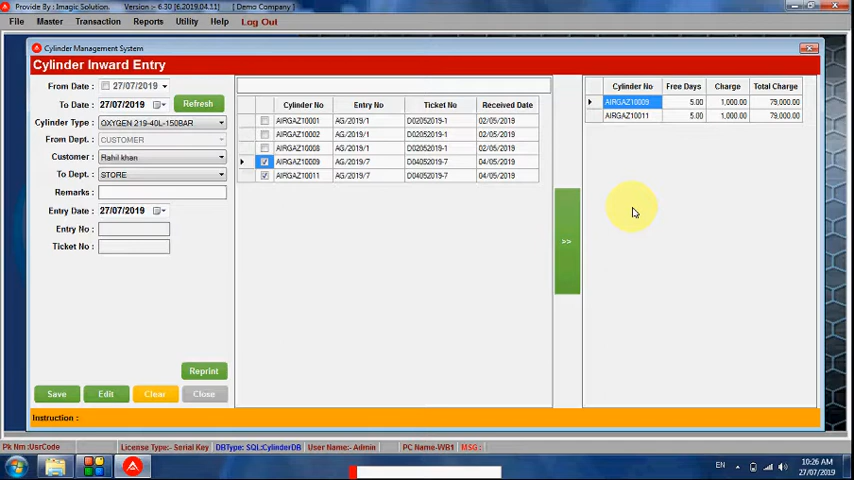 Provide By : Imagic Solution. Version :- 6.30 [6.2019.04.11] [ Demo Company ]
File Master Transaction Reports Utility Help Log Out
Cylinder Management System
Cylinder Inward Entry
From Date : 27/07/2019
To Date : 27/07/2019 Refresh
Cylinder Type : OXYGEN 219-40L-150BAR
From Dept. : CUSTOMER
Customer : Rahil khan
To Dept. : STORE
Remarks :
Entry Date : 27/07/2019
Entry No :
Ticket No :
Reprint
Save Edit Clear Close
Cylinder No Entry No Ticket No Received Date
AIRGAZ10001 AG/2019/1 D02052019-1 02/05/2019
AIRGAZ10002 AG/2019/1 D02052019-1 02/05/2019
AIRGAZ10008 AG/2019/1 D02052019-1 02/05/2019
AIRGAZ10009 AG/2019/7 D04052019-7 04/05/2019
AIRGAZ10011 AG/2019/7 D04052019-7 04/05/2019
>>
Cylinder No Free Days Charge Total Charge
AIRGAZ10009 5.00 1,000.00 79,000.00
AIRGAZ10011 5.00 1,000.00 79,000.00
Instruction :
Pk Nm :UsrCode License Type:- Serial Key DBType: SQL:CylinderDB User Name:- Admin PC Name-WB1 MSG :
EN 10:26 AM
27/07/2019